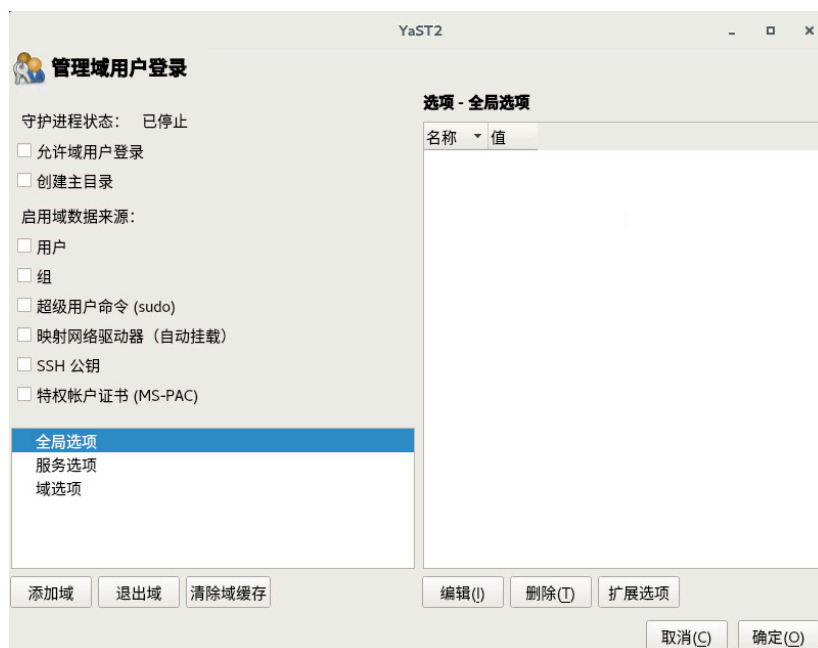 YaST2
管理域用户登录
守护进程状态： 已停止
允许域用户登录
创建主目录
启用域数据来源：
用户
组
超级用户命令 (sudo)
映射网络驱动器（自动挂载）
SSH 公钥
特权帐户证书 (MS-PAC)
全局选项
服务选项
域选项
添加域 退出域 清除域缓存
选项 - 全局选项
名称 值
编辑(I) 删除(T) 扩展选项
取消(C) 确定(O)